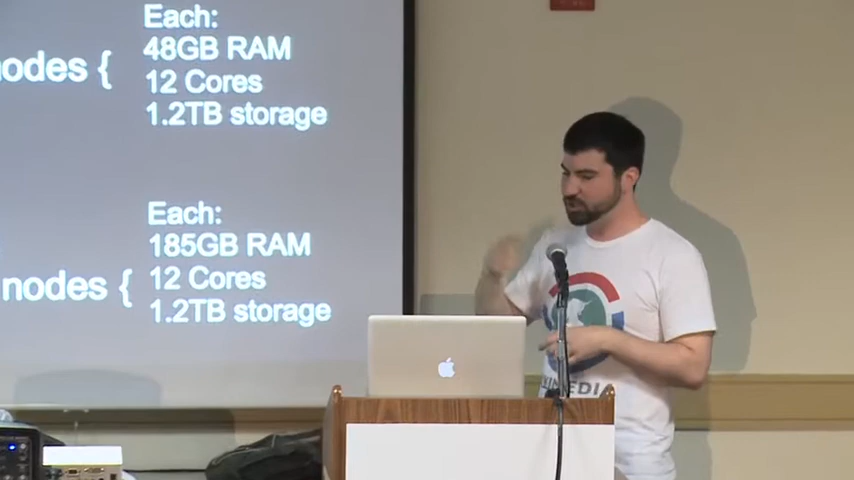 Each:
48GB RAM
nodes {
12 Cores
1.2TB storage
Each:
185GB RAM
nodes {
12 Cores
1.2TB storage